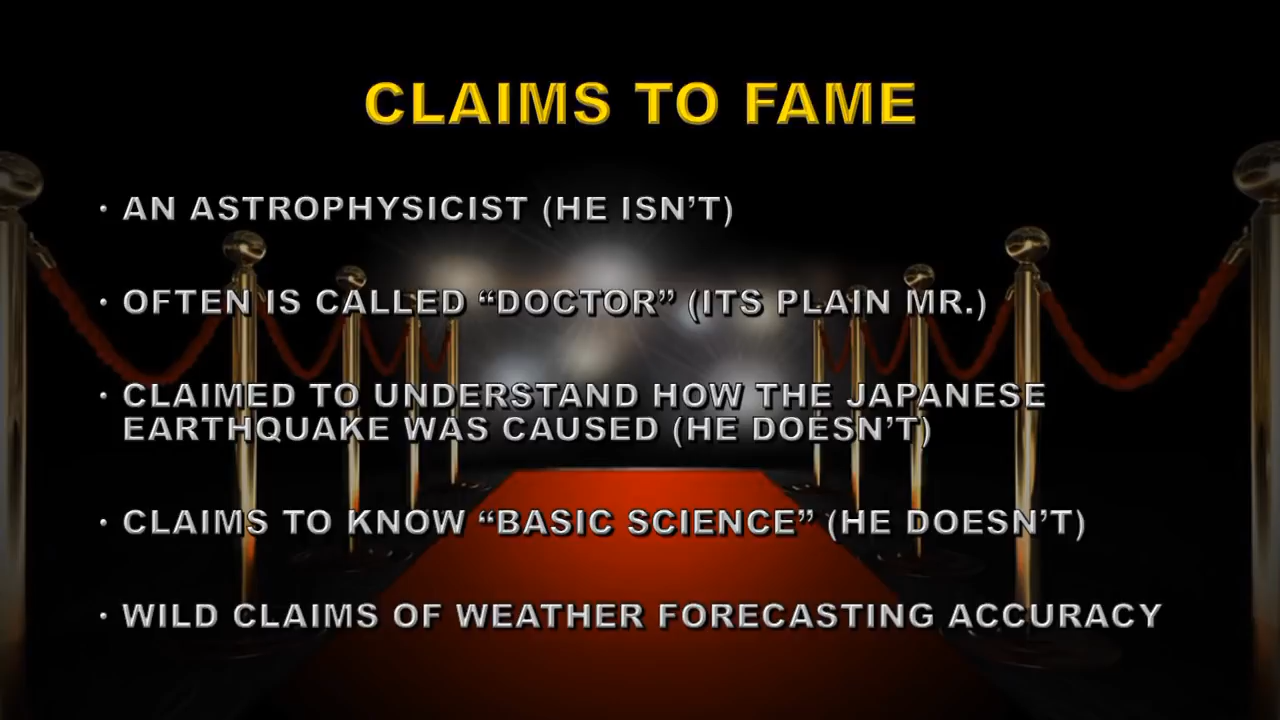 CLAIMS TO FAME
• AN ASTROPHYSICIST (HE ISN’T)
• OFTEN IS CALLED “DOCTOR” (ITS PLAIN MR.)
• CLAIMED TO UNDERSTAND HOW THE JAPANESE
EARTHQUAKE WAS CAUSED (HE DOESN’T)
• CLAIMS TO KNOW “BASIC SCIENCE” (HE DOESN’T)
• WILD CLAIMS OF WEATHER FORECASTING ACCURACY